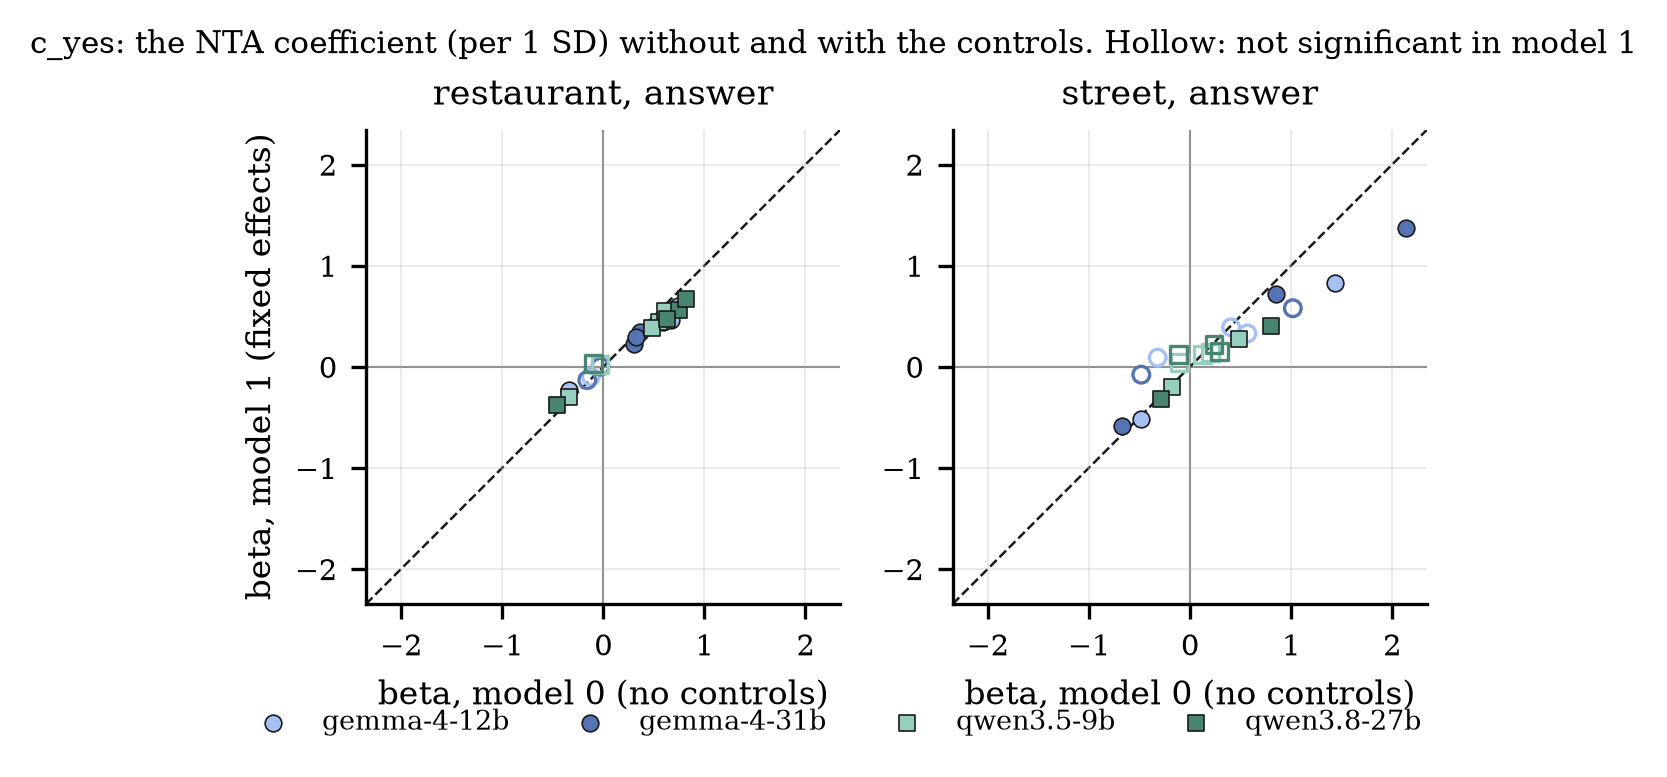 c_yes: the NTA coefficient (per 1 SD) without and with the controls. Hollow: not significant in model 1
restaurant, answer
street, answer
beta, model 1 (fixed effects)
2
1
0
−1
−2
2
1
0
−1
−2
−2 −1 0 1 2
−2 −1 0 1 2
beta, model 0 (no controls)
beta, model 0 (no controls)
gemma-4-12b gemma-4-31b qwen3.5-9b qwen3.8-27b